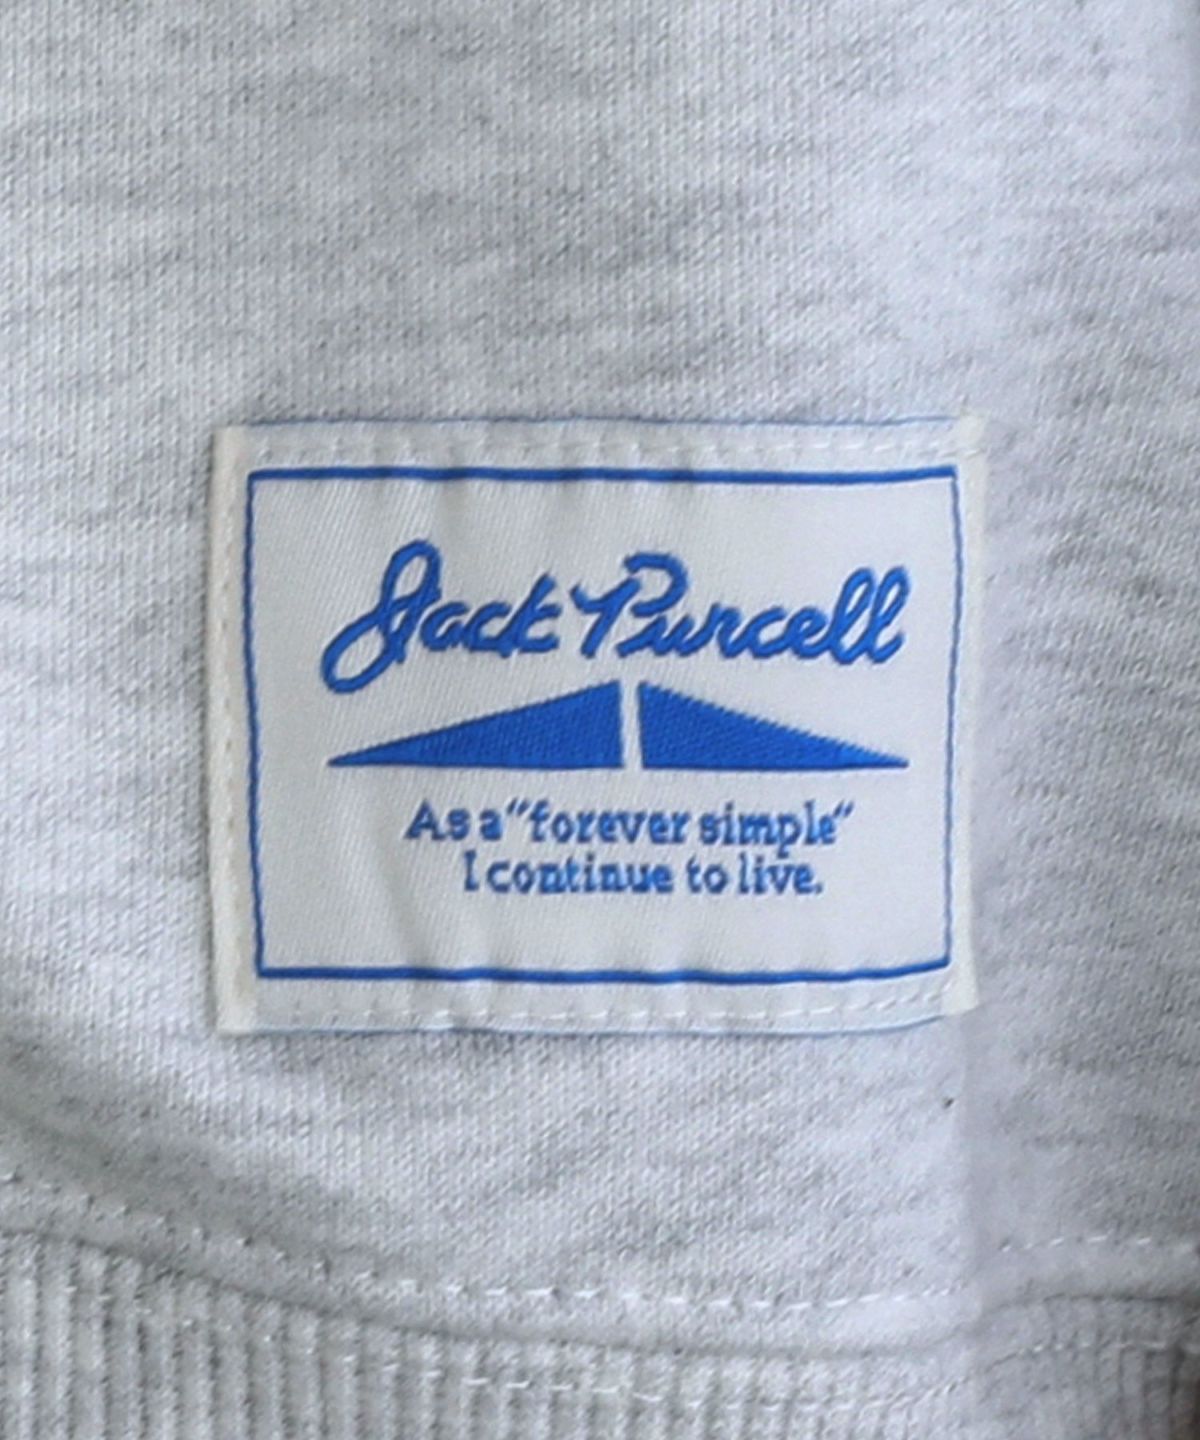 Jack Purcell
As a “forever simple“
I continue to live.